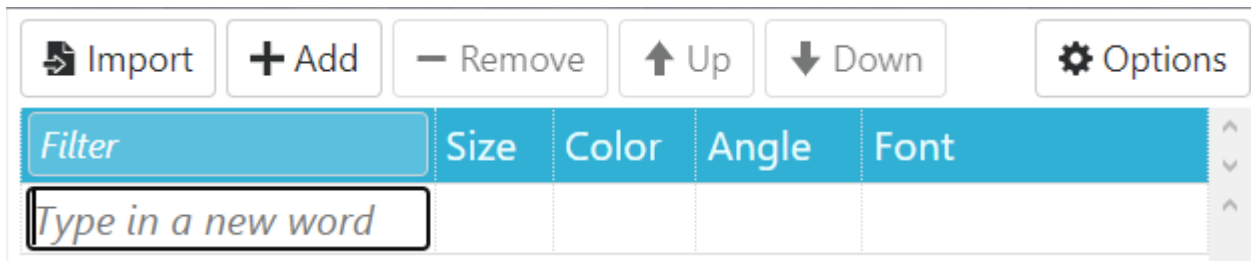 Import Add Remove Up Down Options
Filter Size Color Angle Font
Type in a new word